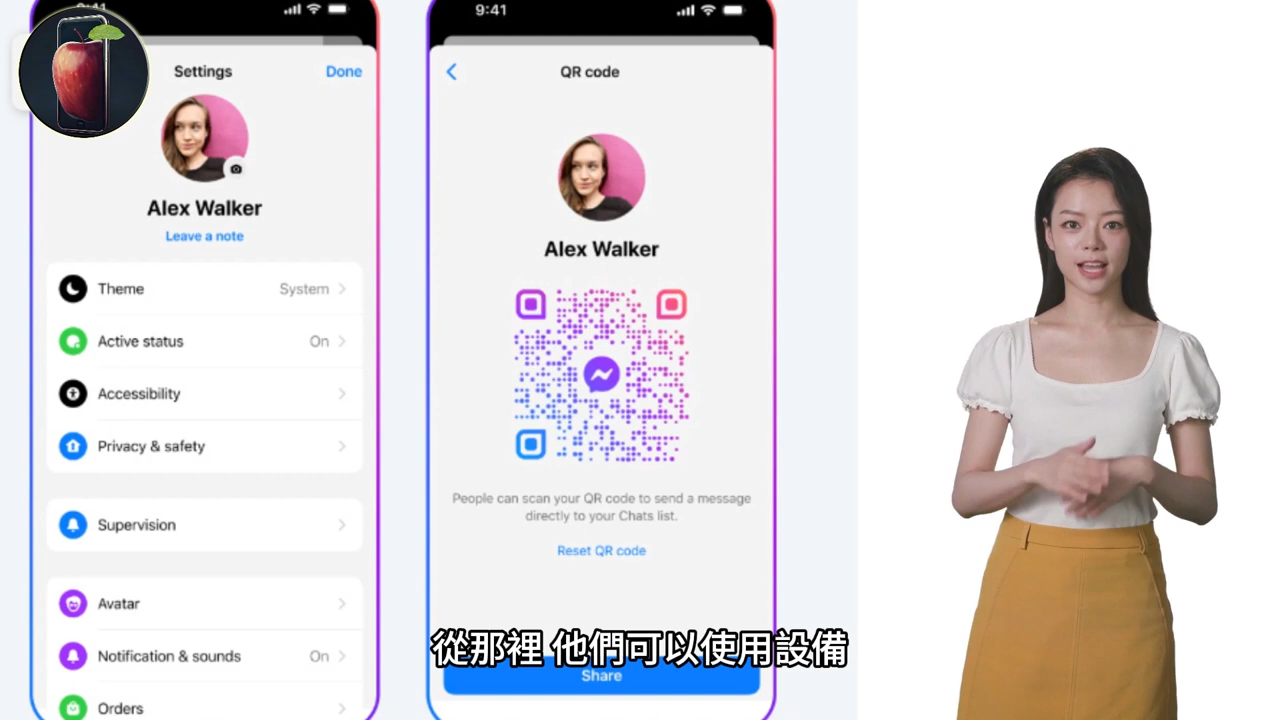 9:41
Settings
Done
Alex Walker
Leave a note
Theme
System
Active status
On
Accessibility
Privacy & safety
Supervision
Avatar
Notification & sounds
On
Orders
9:41
QR code
Alex Walker
People can scan your QR code to send a message
directly to your Chats list.
Reset QR code
Share
從那裡 他們可以使用設備